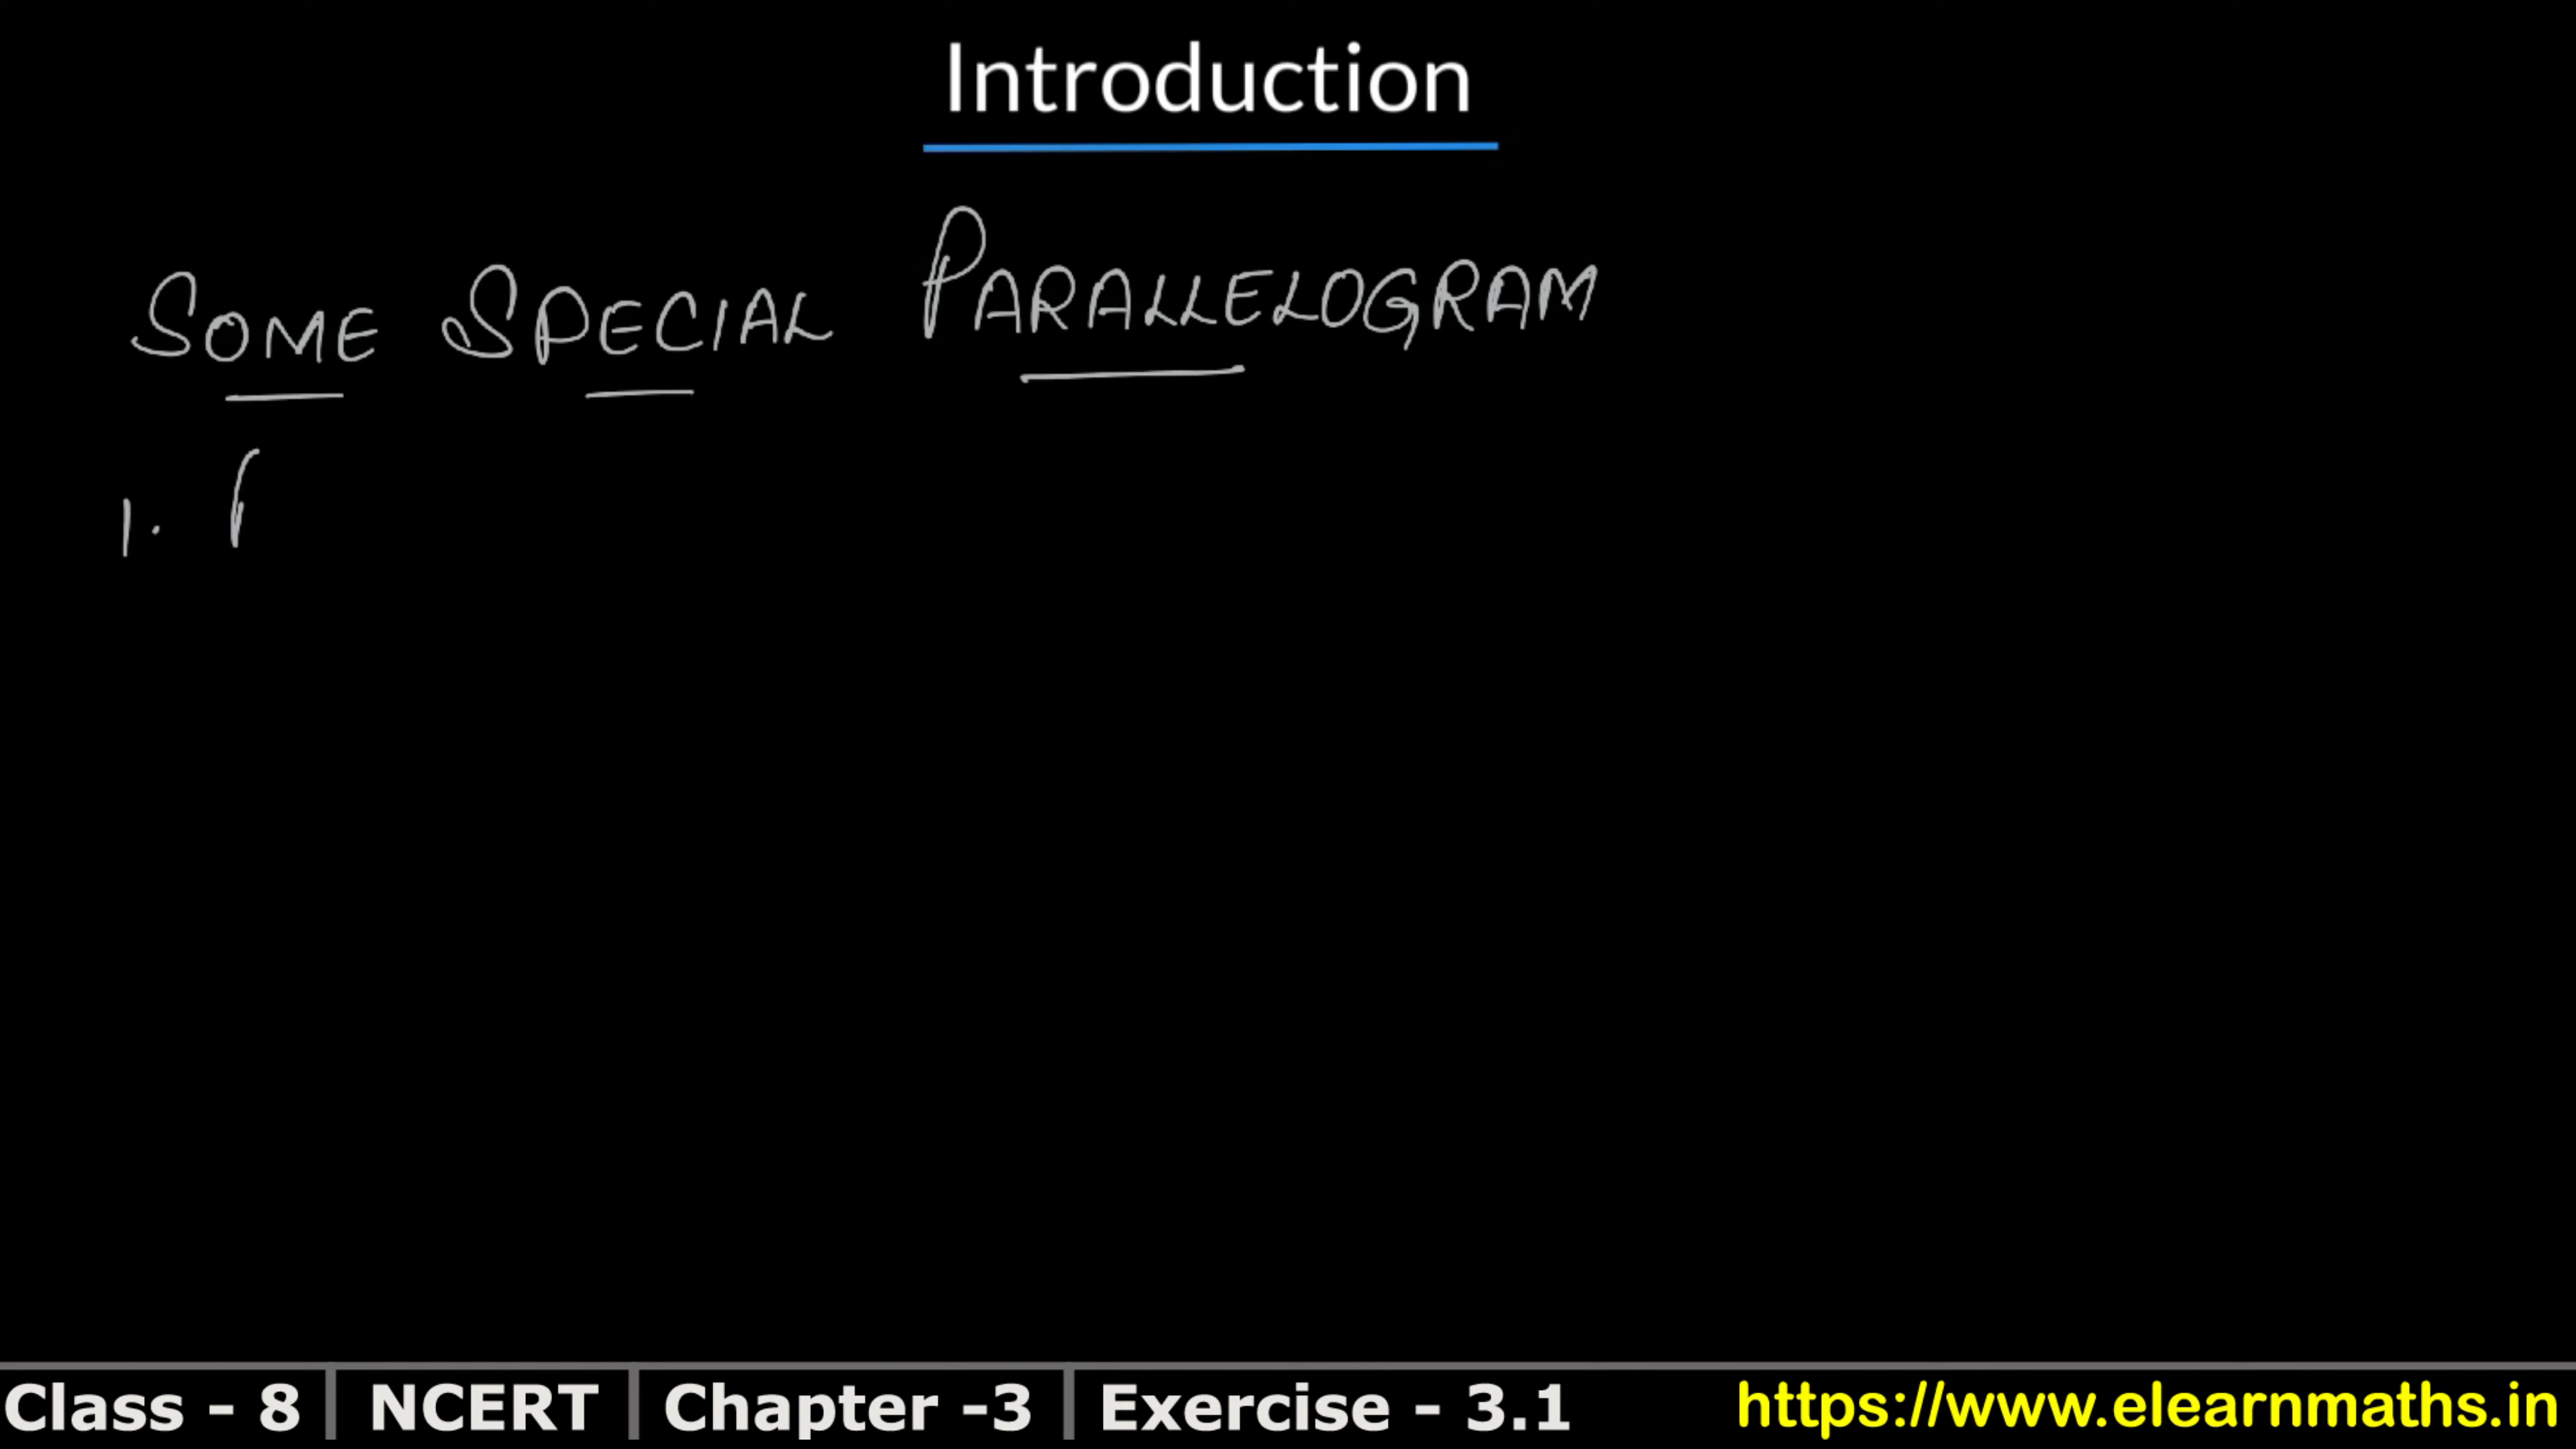 Introduction
SOME SPECIAL PARALLELOGRAM
1.
Class - 8 | NCERT | Chapter -3 | Exercise - 3.1 https://www.elearnmaths.in